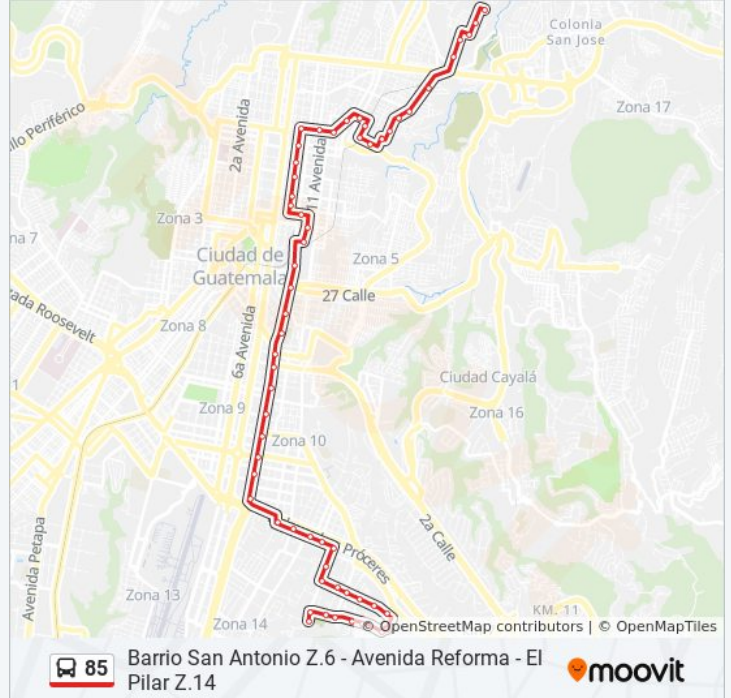 Colonia
San Jose
Zona 17
llo Periférico
2a Avenida
11 Avenida
Zona 3
na 7
Ciudad de
Guatemala
Zona 5
27 Calle
ada Roosevelt
Zona 8
6a Avenida
1
Ciudad Cayalá
Zona 9
Zona 16
Zona 10
2a Calle
Próceres
Avenida Petapa
Zona 13
Zona 14
KM. 11
© OpenStreetMap contributors | © OpenMapTiles
85
Barrio San Antonio Z.6 - Avenida Reforma - El
Pilar Z.14
moovit